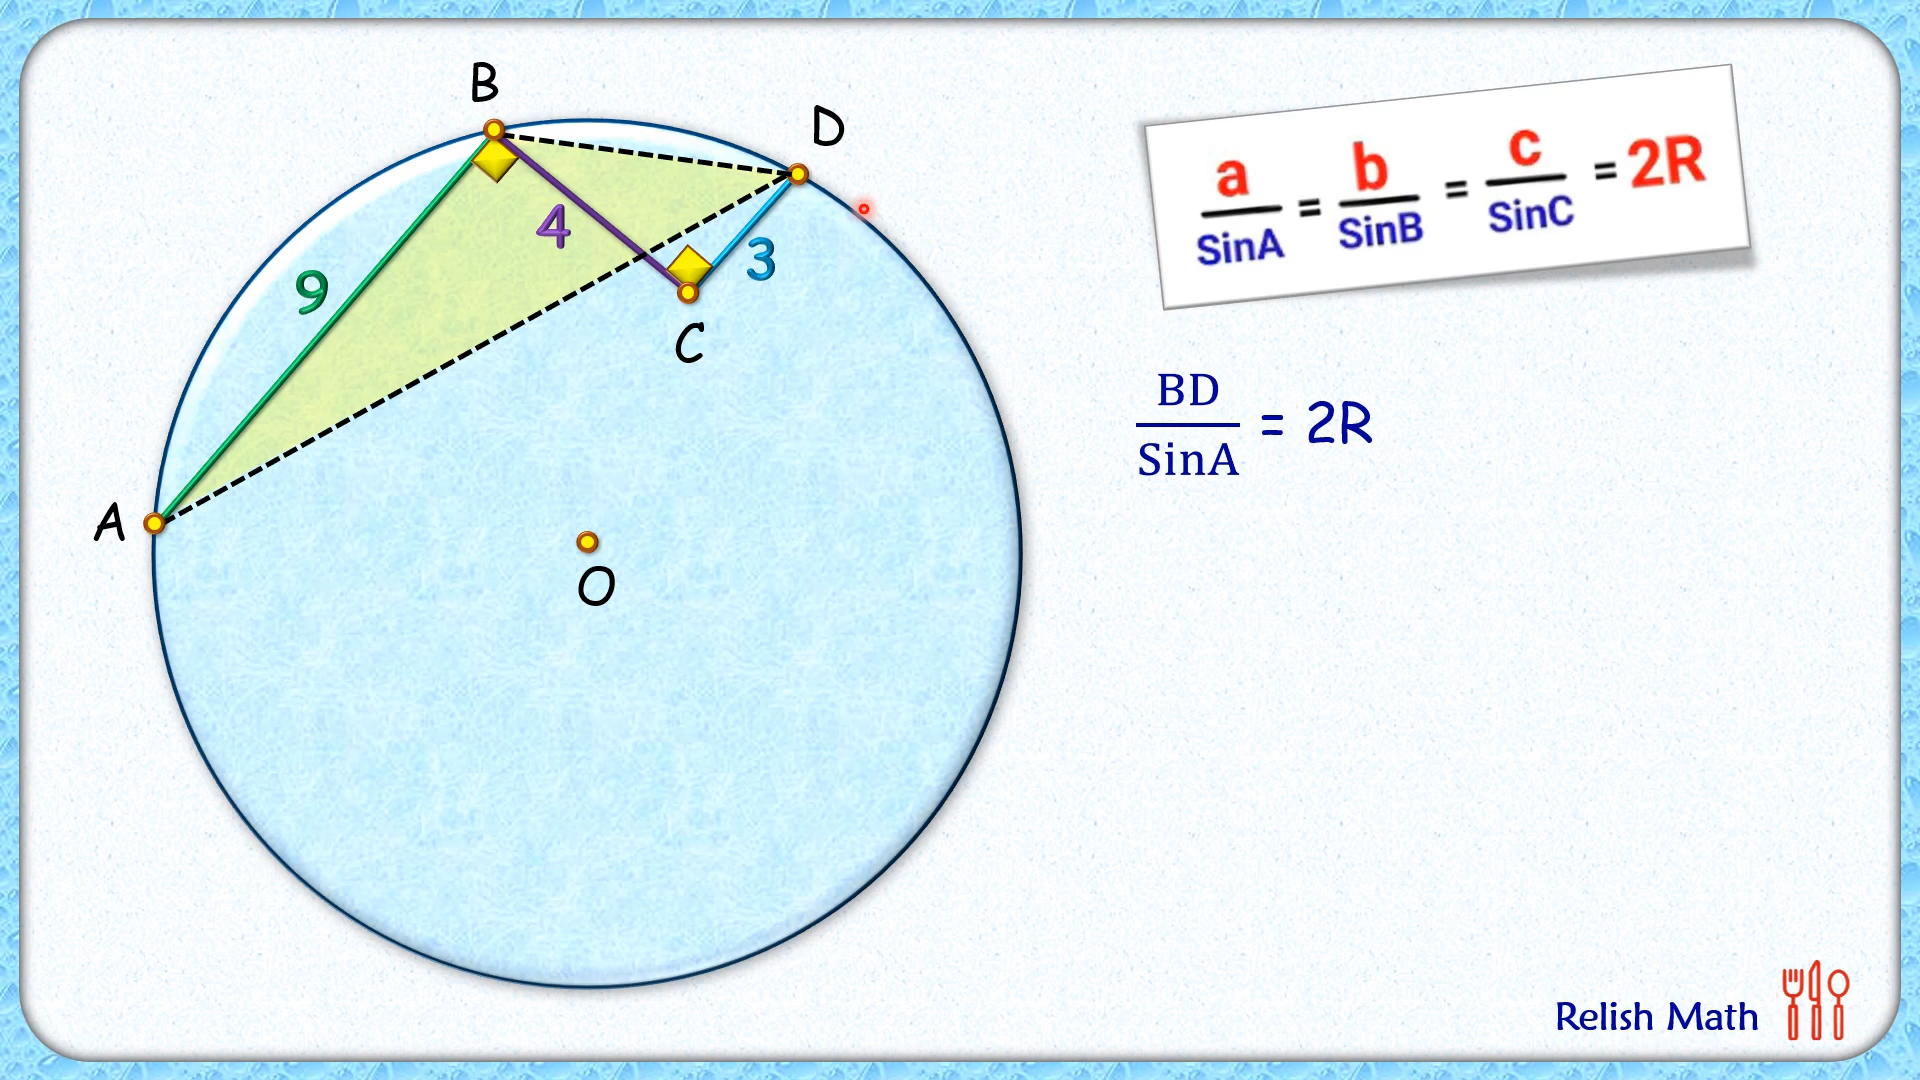 B
D
4
9
3
C
A
O
a/SinA = b/SinB = c/SinC = 2R
BD/SinA = 2R
Relish Math